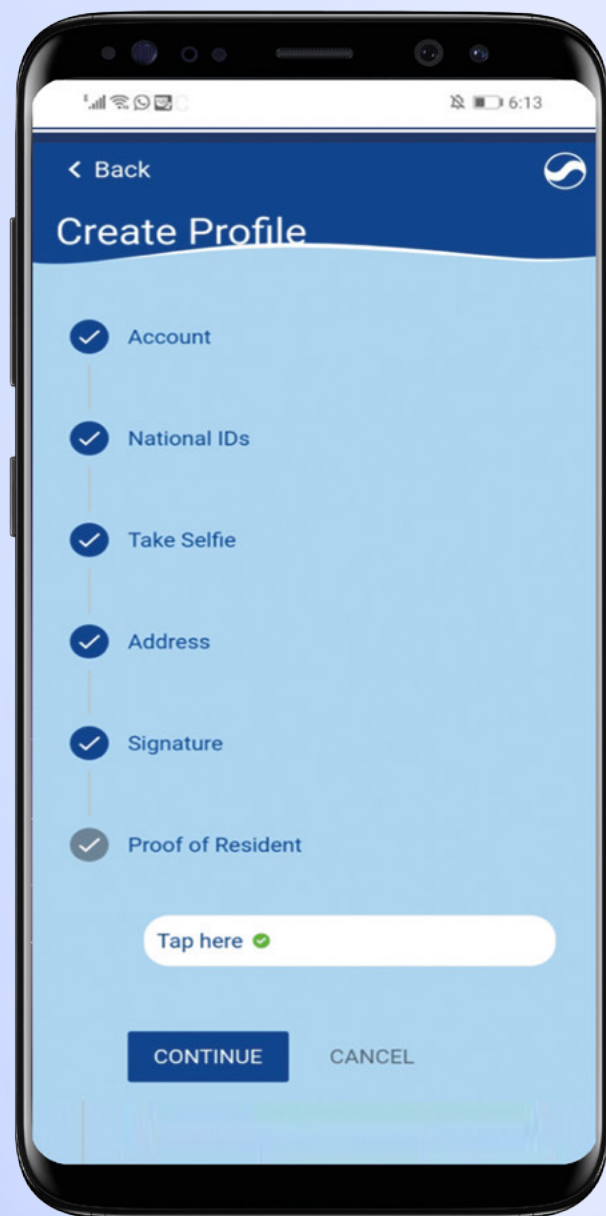 6:13
Back
Create Profile
Account
National IDs
Take Selfie
Address
Signature
Proof of Resident
Tap here
CONTINUE
CANCEL